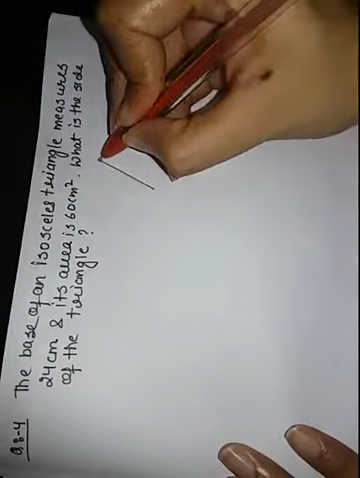 Q8-4 The base of an isosceles triangle measures
24cm & its area is 60cm². What is the side
of the triangle?